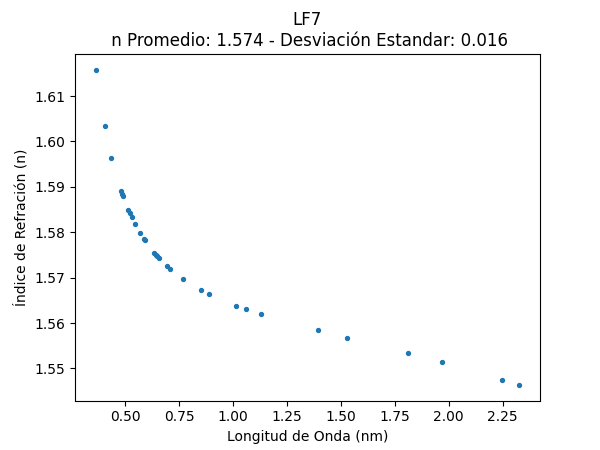 LF7
n Promedio: 1.574 - Desviación Estandar: 0.016
1.61
1.60
1.59
1.58
1.57
1.56
1.55
Índice de Refración (n)
0.50 0.75 1.00 1.25 1.50 1.75 2.00 2.25
Longitud de Onda (nm)